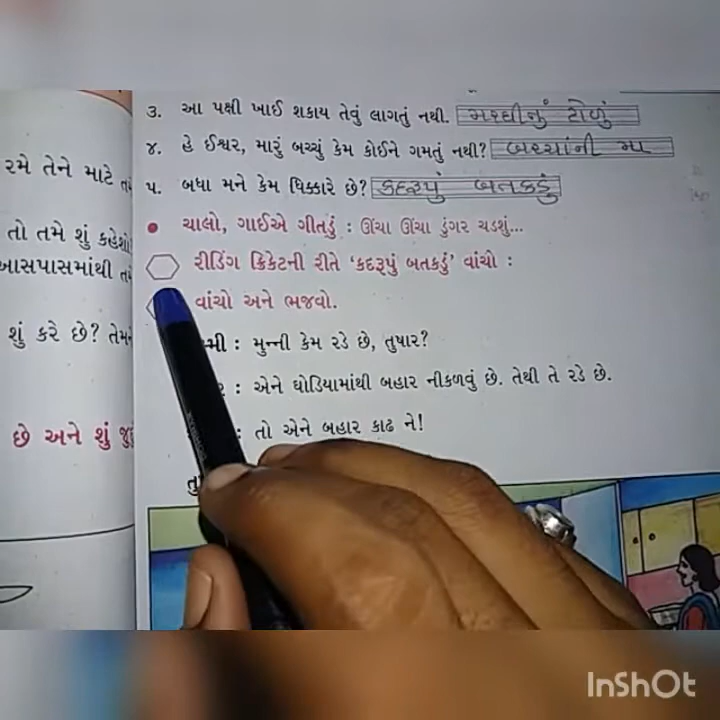 રમે તેને માટે
તો તમે શું કહેશો
આસપાસમાંથી
શું કરે છે? તેમ
છે અને શું
૩. આ પક્ષી ખાઈ શકાય તેવું લાગતું નથી. મરઘીનું ટોળું
૪. હે ઈશ્વર, મારું બચ્ચું કેમ કોઈને ગમતું નથી? બચ્ચાંની મા
૫. બધા મને કેમ ધિક્કારે છે? કદરૂપું બતકડું
• ચાલો, ગાઈએ ગીતડું : ઊંચા ઊંચા ડુંગર ચડશું...
રીડિંગ ક્રિકેટની રીતે ‘કદરૂપું બતકડું’ વાંચો :
વાંચો અને ભજવો.
મી : મુન્ની કેમ રડે છે, તુષાર?
ર : એને ઘોડિયામાંથી બહાર નીકળવું છે. તેથી તે રડે છે.
: તો એને બહાર કાઢ ને!
તુ
InShOt